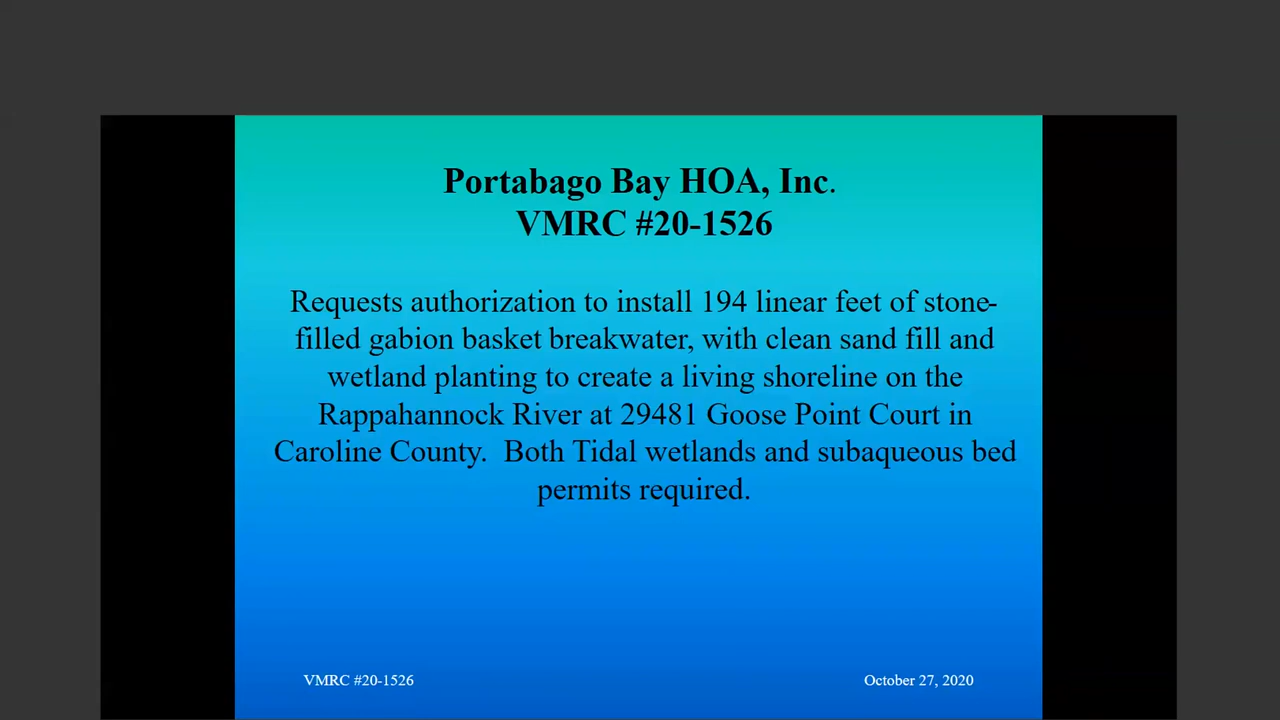 Portabago Bay HOA, Inc.
VMRC #20-1526
Requests authorization to install 194 linear feet of stone-
filled gabion basket breakwater, with clean sand fill and
wetland planting to create a living shoreline on the
Rappahannock River at 29481 Goose Point Court in
Caroline County.  Both Tidal wetlands and subaqueous bed
permits required.
VMRC #20-1526
October 27, 2020